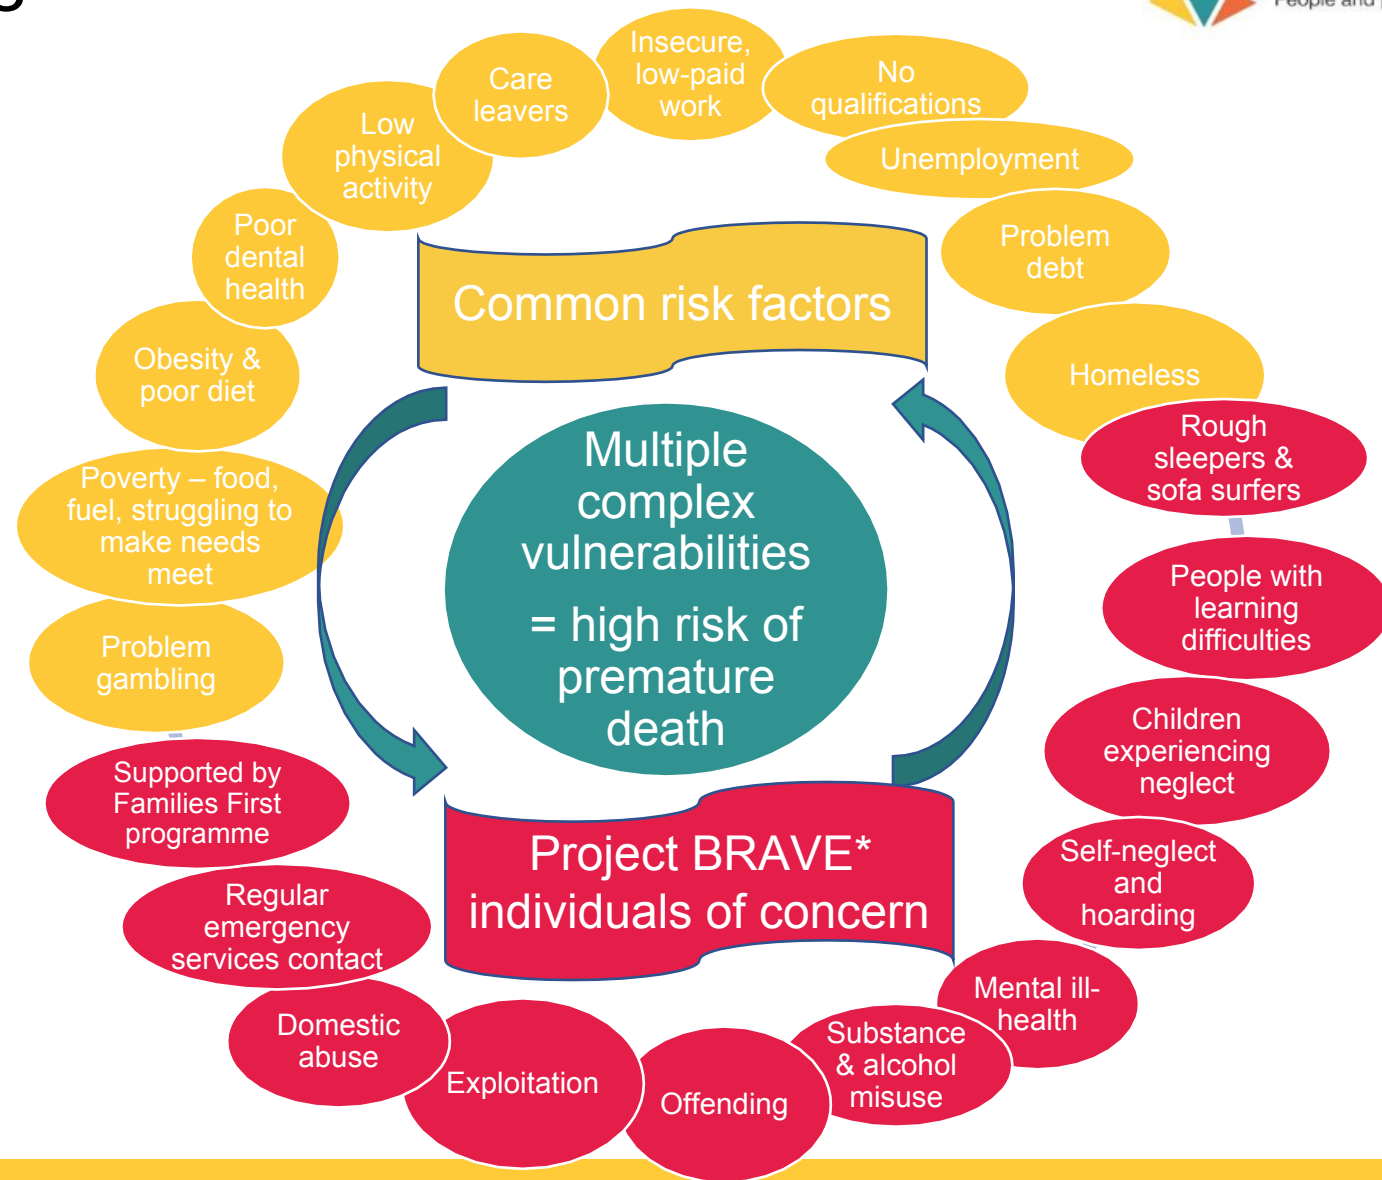 People and
Insecure,
low-paid
work
No
qualifications
Care
leavers
Unemployment
Low
physical
activity
Problem
debt
Poor
dental
health
Common risk factors
Homeless
Obesity &
poor diet
Rough
sleepers &
sofa surfers
Multiple
complex
vulnerabilities
= high risk of
premature
death
Poverty – food,
fuel, struggling to
make needs
meet
People with
learning
difficulties
Problem
gambling
Children
experiencing
neglect
Supported by
Families First
programme
Project BRAVE*
individuals of concern
Self-neglect
and
hoarding
Regular
emergency
services contact
Mental ill-
health
Domestic
abuse
Substance
& alcohol
misuse
Exploitation
Offending